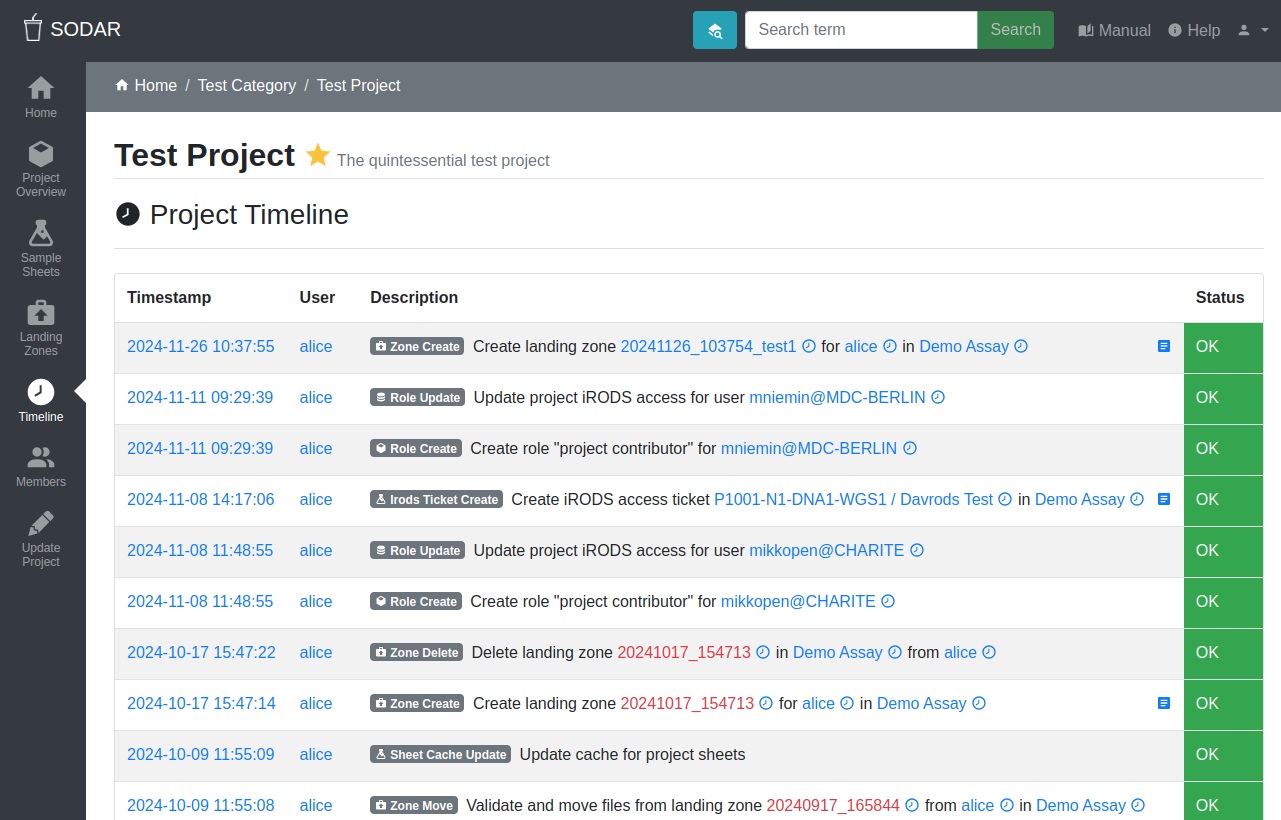 SODAR
Search term
Search
Manual
Help
Home / Test Category / Test Project
Home
Project
Overview
Sample
Sheets
Landing
Zones
Timeline
Members
Update
Project
Test Project The quintessential test project
Project Timeline
Timestamp User Description Status
2024-11-26 10:37:55 alice Zone Create Create landing zone 20241126_103754_test1 for alice in Demo Assay OK
2024-11-11 09:29:39 alice Role Update Update project iRODS access for user mniemin@MDC-BERLIN OK
2024-11-11 09:29:39 alice Role Create Create role "project contributor" for mniemin@MDC-BERLIN OK
2024-11-08 14:17:06 alice Irods Ticket Create Create iRODS access ticket P1001-N1-DNA1-WGS1 / Davrods Test in Demo Assay OK
2024-11-08 11:48:55 alice Role Update Update project iRODS access for user mikkopen@CHARITE OK
2024-11-08 11:48:55 alice Role Create Create role "project contributor" for mikkopen@CHARITE OK
2024-10-17 15:47:22 alice Zone Delete Delete landing zone 20241017_154713 in Demo Assay from alice OK
2024-10-17 15:47:14 alice Zone Create Create landing zone 20241017_154713 for alice in Demo Assay OK
2024-10-09 11:55:09 alice Sheet Cache Update Update cache for project sheets OK
2024-10-09 11:55:08 alice Zone Move Validate and move files from landing zone 20240917_165844 from alice in Demo Assay OK